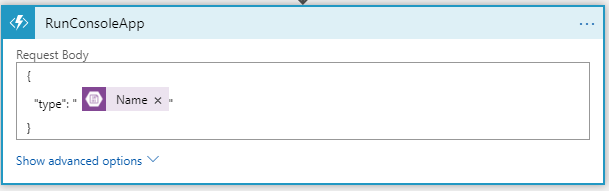 RunConsoleApp
Request Body
{
"type": " Name × "
}
Show advanced options